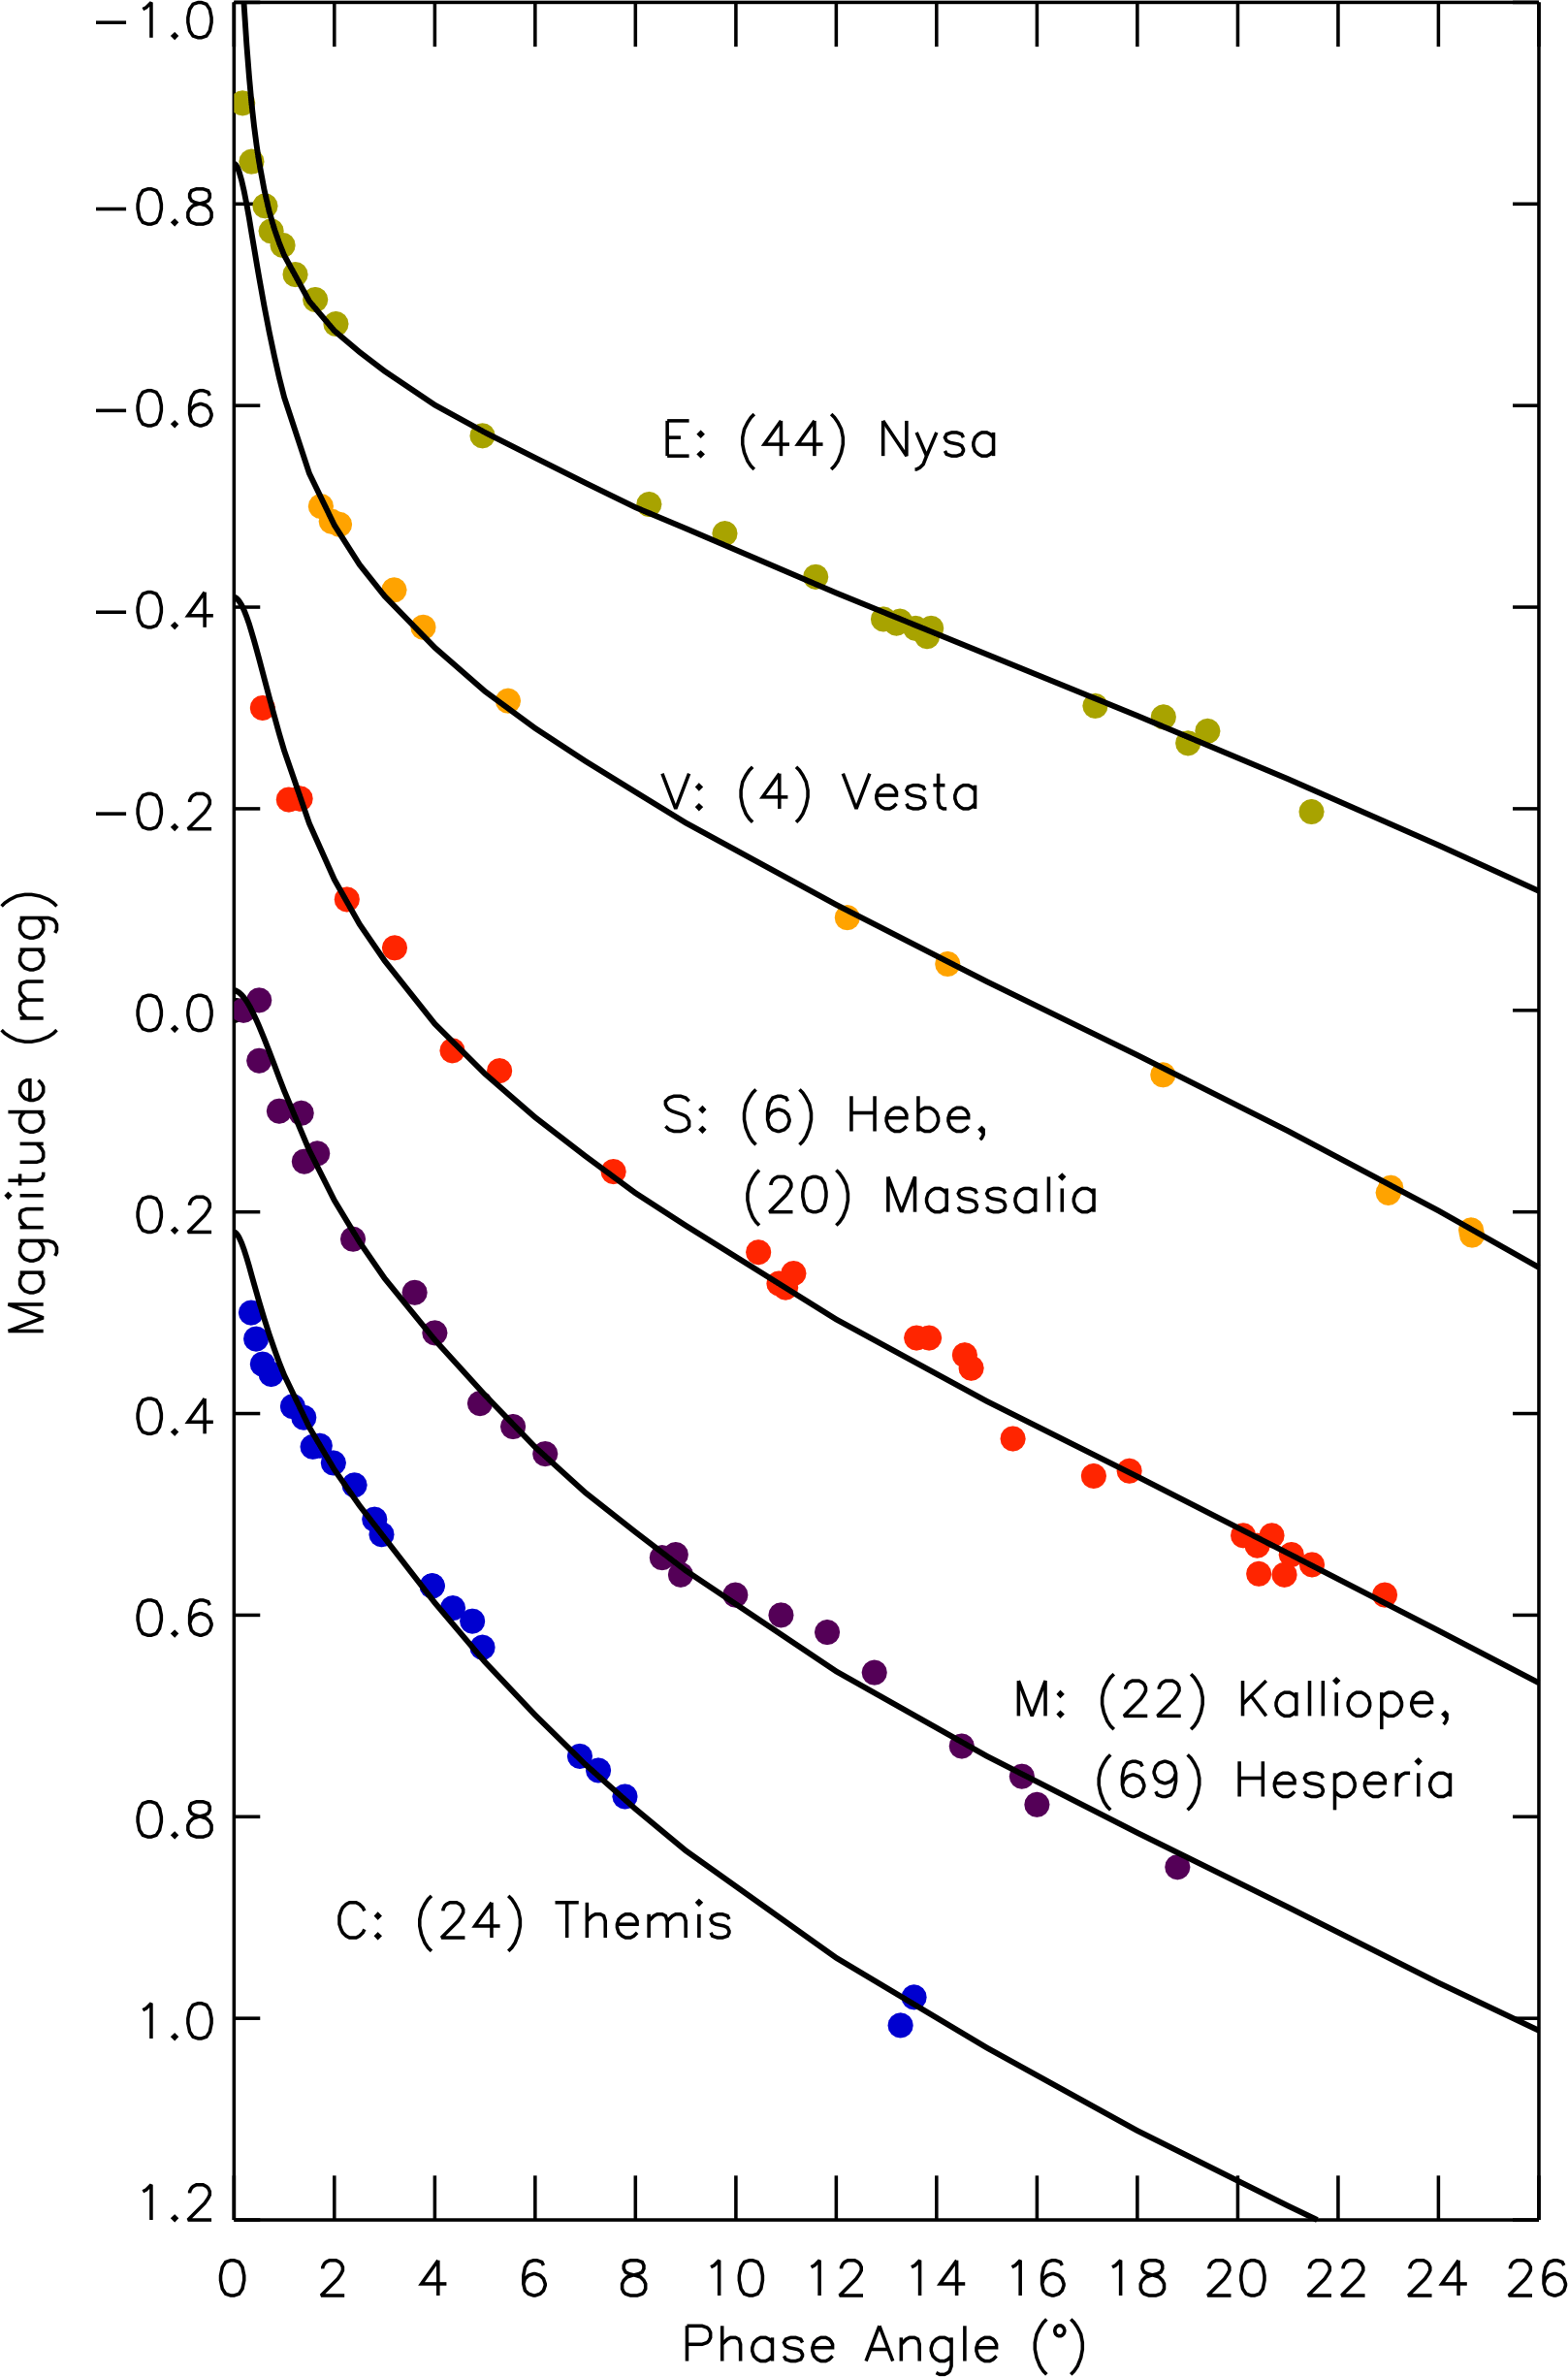 −1.0
−0.8
−0.6
−0.4
−0.2
0.0
0.2
0.4
0.6
0.8
1.0
1.2
Magnitude (mag)
E: (44) Nysa
V: (4) Vesta
S: (6) Hebe,
(20) Massalia
M: (22) Kalliope,
(69) Hesperia
C: (24) Themis
0 2 4 6 8 10 12 14 16 18 20 22 24 26
Phase Angle (°)